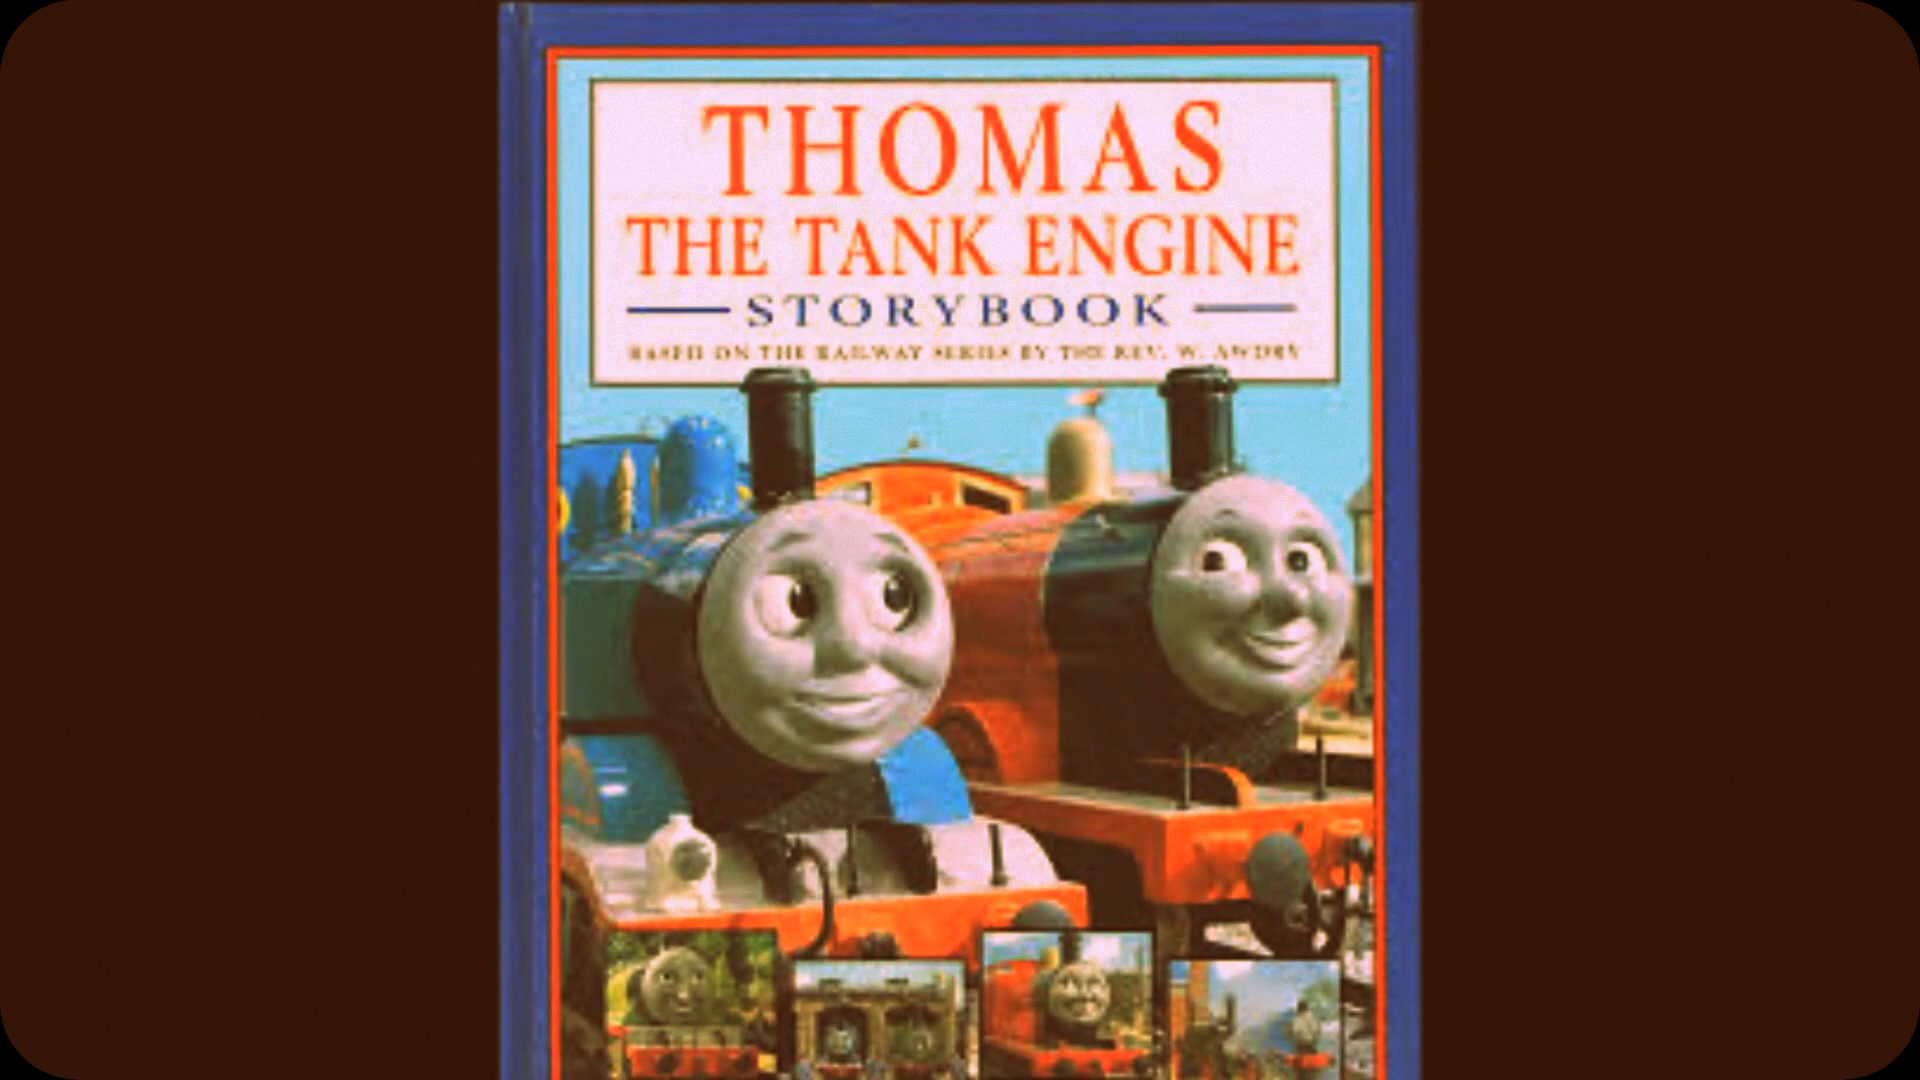 THOMAS
THE TANK ENGINE
STORYBOOK
BASED ON THE RAILWAY SERIES BY THE REV. W. AWDRY